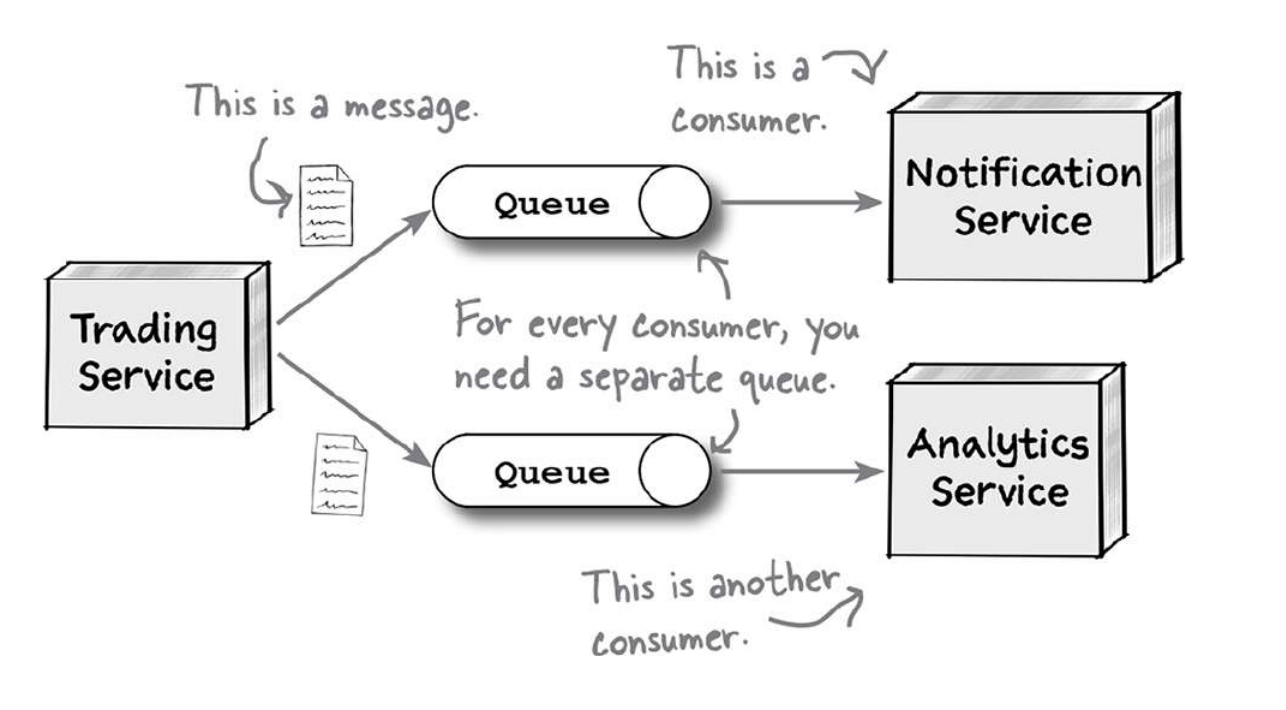 This is a message.
This is a
consumer.
Notification
Service
Queue
Trading
Service
For every consumer, you
need a separate queue.
Queue
Analytics
Service
This is another
consumer.